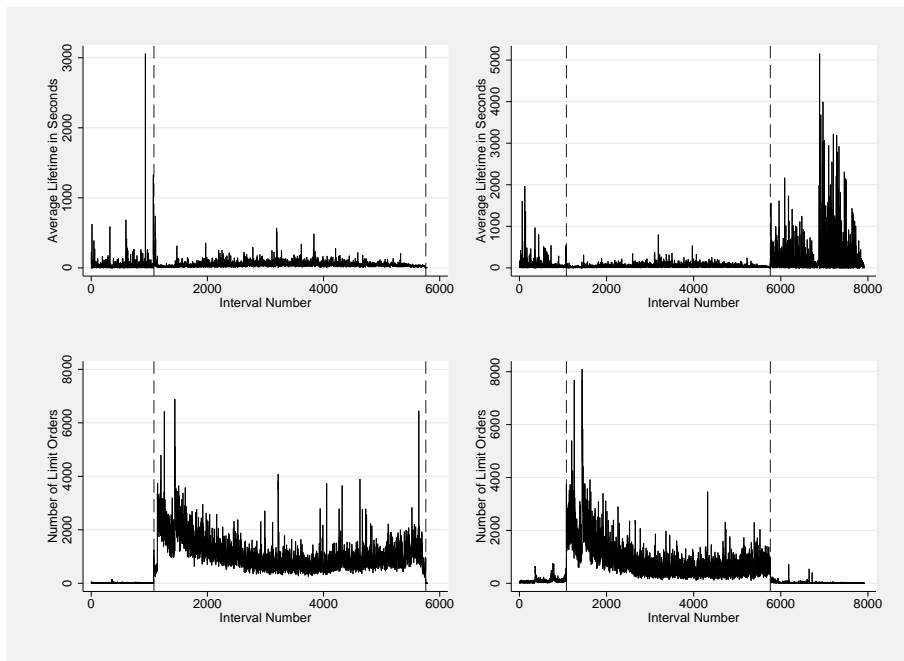 Average Lifetime in Seconds
0 1000 2000 3000
0 2000 4000 6000
Interval Number
Average Lifetime in Seconds
0 1000 2000 3000 4000 5000
0 2000 4000 6000 8000
Interval Number
Number of Limit Orders
0 2000 4000 6000 8000
0 2000 4000 6000
Interval Number
Number of Limit Orders
0 2000 4000 6000 8000
0 2000 4000 6000 8000
Interval Number